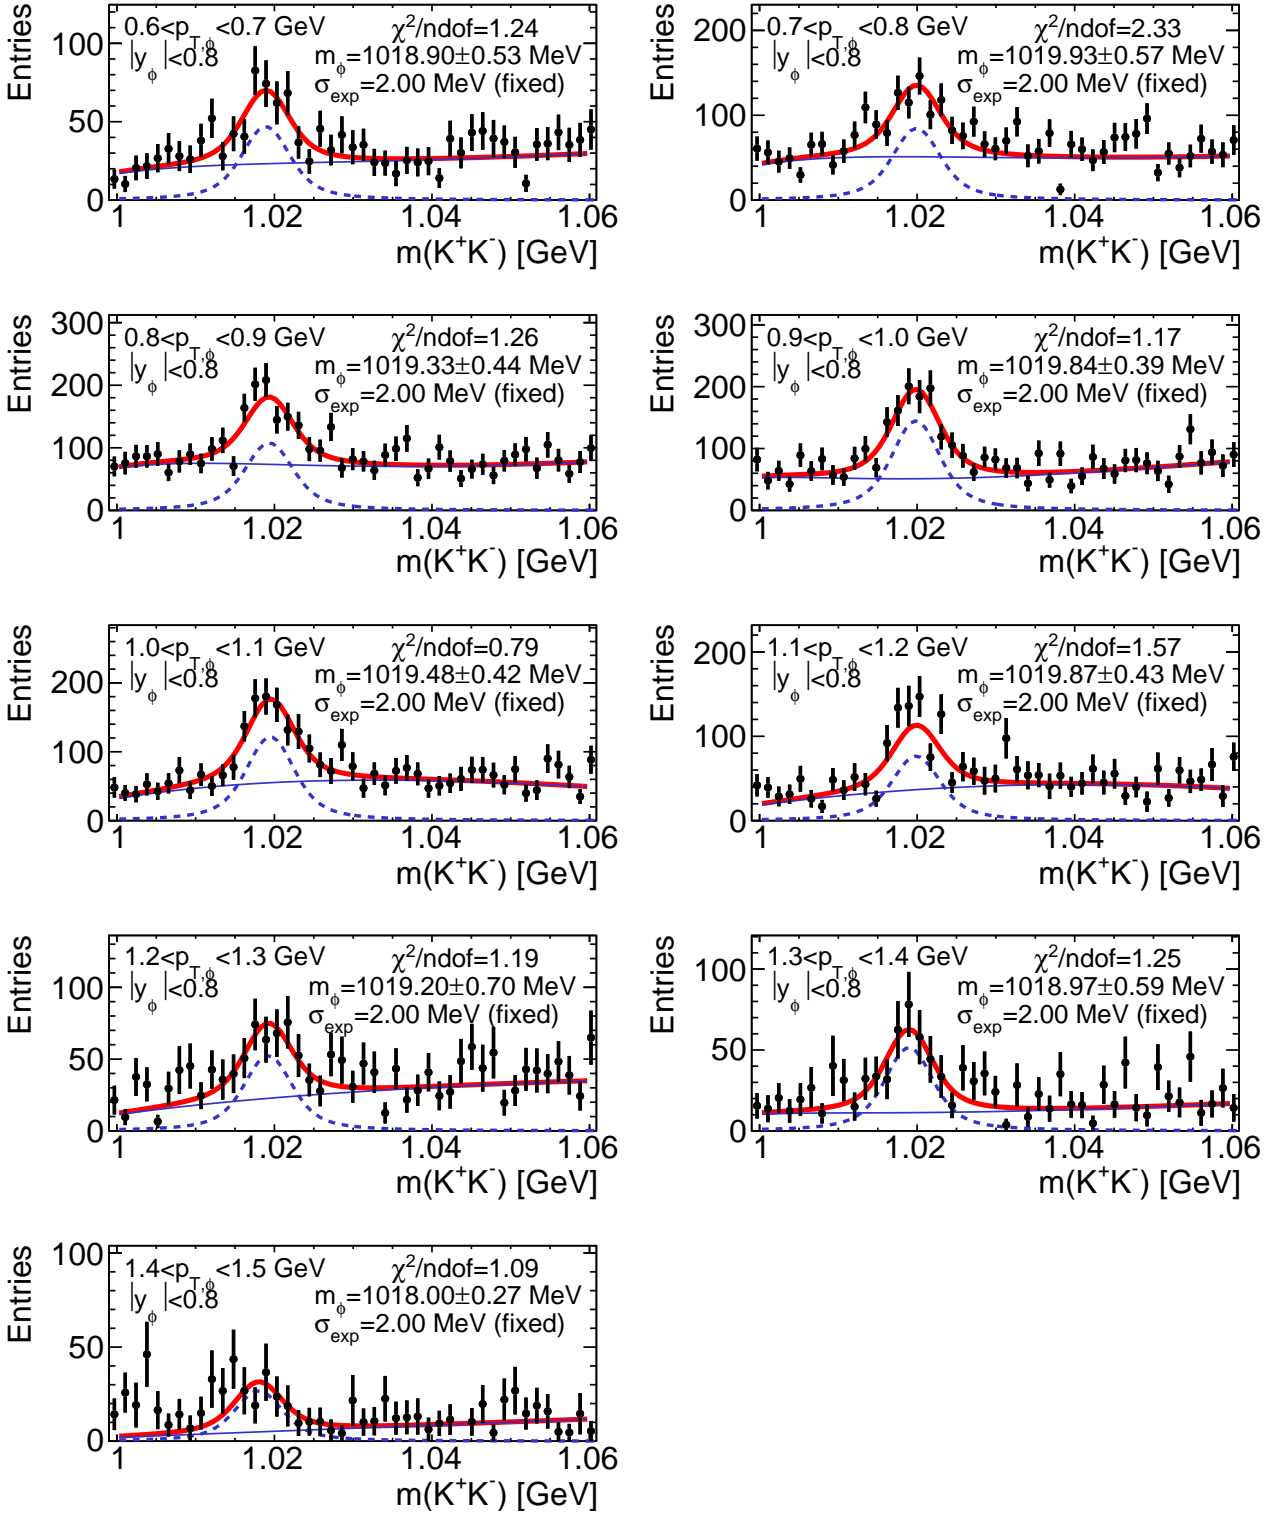 Entries
0.6<p_{T,ϕ}<0.7 GeV
|y_ϕ|<0.8
χ²/ndof=1.24
m_ϕ=1018.90±0.53 MeV
σ_exp=2.00 MeV (fixed)
100
50
0
1 1.02 1.04 1.06
m(K⁺K⁻) [GeV]
Entries
0.7<p_{T,ϕ}<0.8 GeV
|y_ϕ|<0.8
χ²/ndof=2.33
m_ϕ=1019.93±0.57 MeV
σ_exp=2.00 MeV (fixed)
200
100
0
1 1.02 1.04 1.06
m(K⁺K⁻) [GeV]
Entries
0.8<p_{T,ϕ}<0.9 GeV
|y_ϕ|<0.8
χ²/ndof=1.26
m_ϕ=1019.33±0.44 MeV
σ_exp=2.00 MeV (fixed)
300
200
100
0
1 1.02 1.04 1.06
m(K⁺K⁻) [GeV]
Entries
0.9<p_{T,ϕ}<1.0 GeV
|y_ϕ|<0.8
χ²/ndof=1.17
m_ϕ=1019.84±0.39 MeV
σ_exp=2.00 MeV (fixed)
300
200
100
0
1 1.02 1.04 1.06
m(K⁺K⁻) [GeV]
Entries
1.0<p_{T,ϕ}<1.1 GeV
|y_ϕ|<0.8
χ²/ndof=0.79
m_ϕ=1019.48±0.42 MeV
σ_exp=2.00 MeV (fixed)
200
100
0
1 1.02 1.04 1.06
m(K⁺K⁻) [GeV]
Entries
1.1<p_{T,ϕ}<1.2 GeV
|y_ϕ|<0.8
χ²/ndof=1.57
m_ϕ=1019.87±0.43 MeV
σ_exp=2.00 MeV (fixed)
200
100
0
1 1.02 1.04 1.06
m(K⁺K⁻) [GeV]
Entries
1.2<p_{T,ϕ}<1.3 GeV
|y_ϕ|<0.8
χ²/ndof=1.19
m_ϕ=1019.20±0.70 MeV
σ_exp=2.00 MeV (fixed)
100
50
0
1 1.02 1.04 1.06
m(K⁺K⁻) [GeV]
Entries
1.3<p_{T,ϕ}<1.4 GeV
|y_ϕ|<0.8
χ²/ndof=1.25
m_ϕ=1018.97±0.59 MeV
σ_exp=2.00 MeV (fixed)
100
50
0
1 1.02 1.04 1.06
m(K⁺K⁻) [GeV]
Entries
1.4<p_{T,ϕ}<1.5 GeV
|y_ϕ|<0.8
χ²/ndof=1.09
m_ϕ=1018.00±0.27 MeV
σ_exp=2.00 MeV (fixed)
100
50
0
1 1.02 1.04 1.06
m(K⁺K⁻) [GeV]